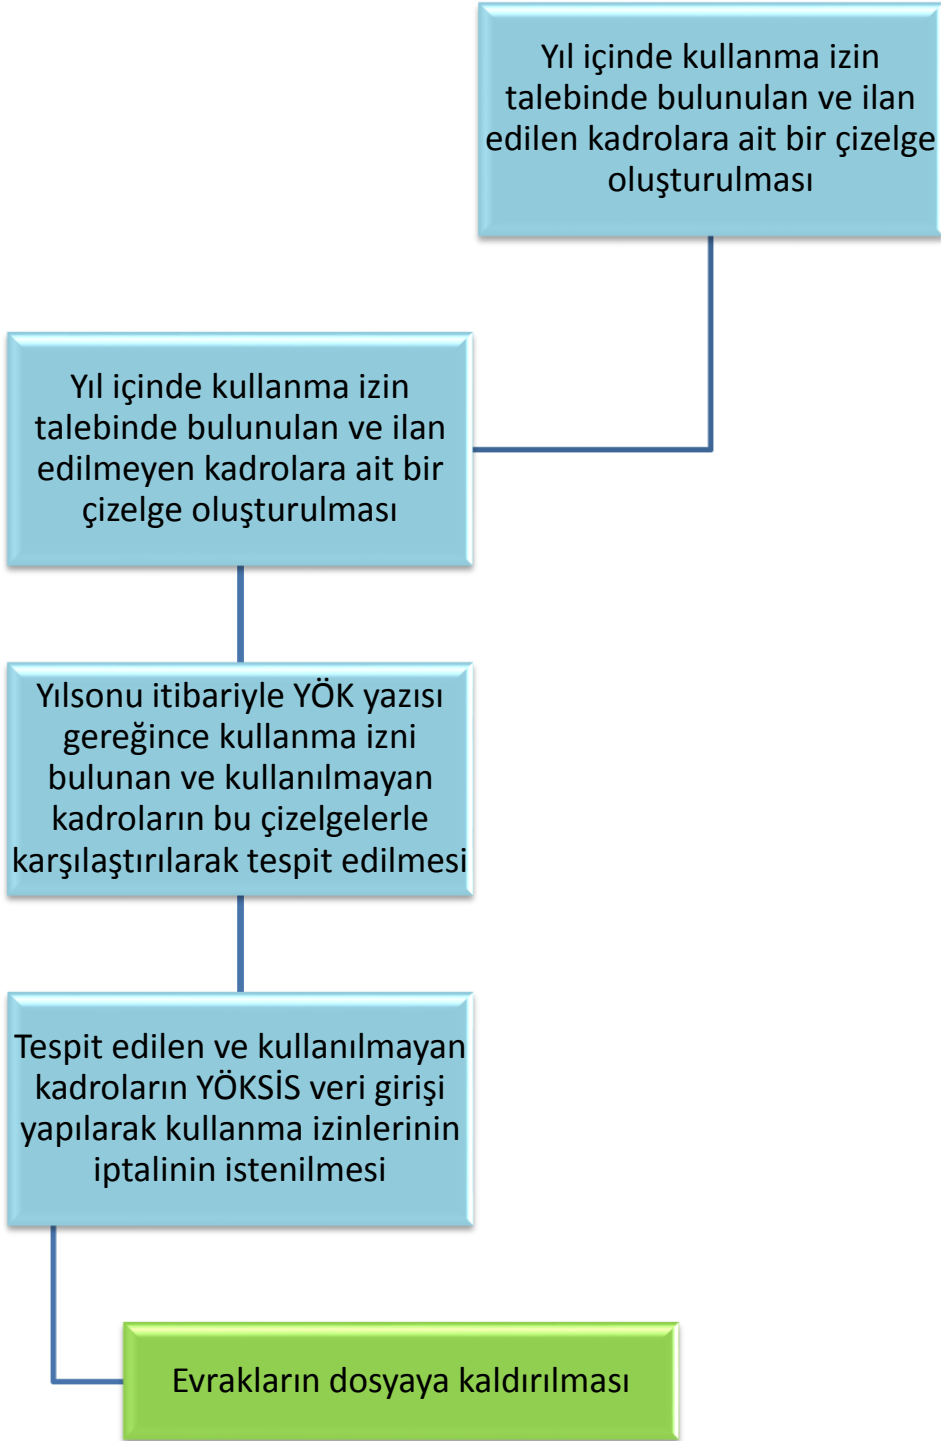 Yıl içinde kullanma izin
talebinde bulunulan ve ilan
edilen kadrolara ait bir çizelge
oluşturulması
Yıl içinde kullanma izin
talebinde bulunulan ve ilan
edilmeyen kadrolara ait bir
çizelge oluşturulması
Yılsonu itibariyle YÖK yazısı
gereğince kullanma izni
bulunan ve kullanılmayan
kadroların bu çizelgelerle
karşılaştırılarak tespit edilmesi
Tespit edilen ve kullanılmayan
kadroların YÖKSİS veri girişi
yapılarak kullanma izinlerinin
iptalinin istenilmesi
Evrakların dosyaya kaldırılması